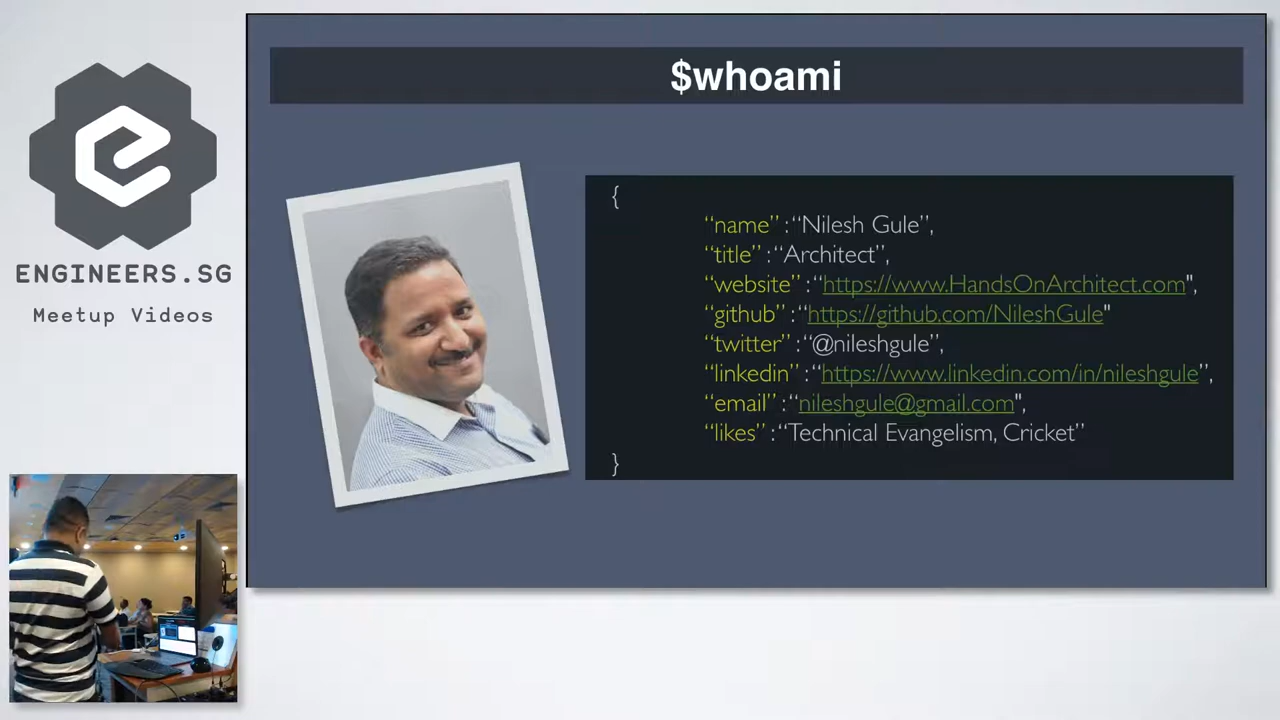 $whoami
ENGINEERS.SG
Meetup Videos
{
“name” :“Nilesh Gule”,
“title” :“Architect”,
“website” :“https://www.HandsOnArchitect.com",
“github” :“https://github.com/NileshGule"
“twitter” :“@nileshgule”,
“linkedin” :“https://www.linkedin.com/in/nileshgule”,
“email” :“nileshgule@gmail.com",
“likes” :“Technical Evangelism, Cricket”
}